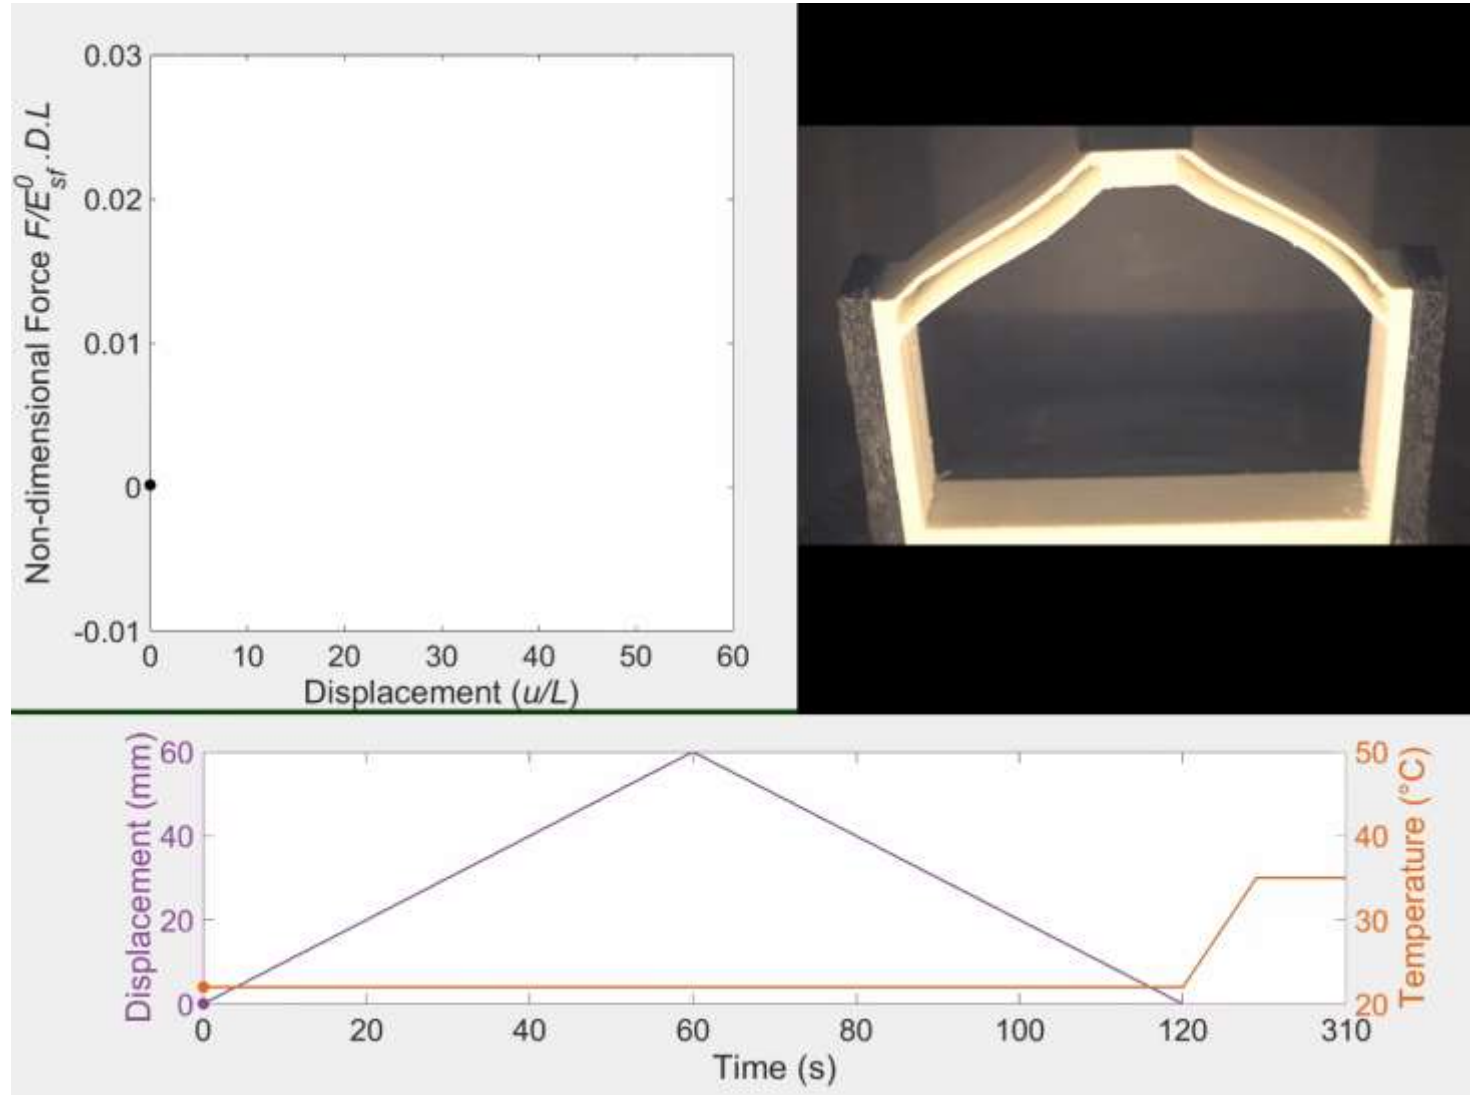 Non-dimensional Force F/E⁰sf .D.L
0.03
0.02
0.01
0
-0.01
0 10 20 30 40 50 60
Displacement (u/L)
Displacement (mm)
60
40
20
0
50
40
30
20
Temperature (°C)
0 20 40 60 80 100 120 310
Time (s)